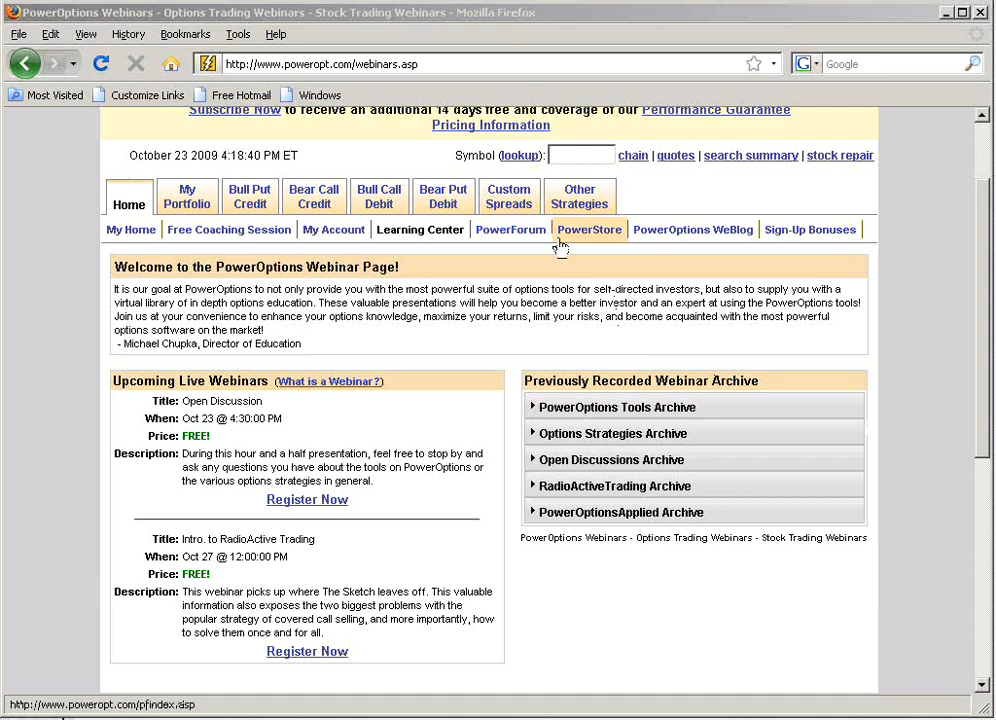 PowerOptions Webinars - Options Trading Webinars - Stock Trading Webinars - Mozilla Firefox
File Edit View History Bookmarks Tools Help
http://www.poweropt.com/webinars.asp
Google
Most Visited Customize Links Free Hotmail Windows
Subscribe Now to receive an additional 14 days free and coverage of our Performance Guarantee
Pricing Information
October 23 2009 4:18:40 PM ET
Symbol (lookup): chain | quotes | search summary | stock repair
Home
My Portfolio
Bull Put Credit
Bear Call Credit
Bull Call Debit
Bear Put Debit
Custom Spreads
Other Strategies
My Home | Free Coaching Session | My Account | Learning Center | PowerForum | PowerStore | PowerOptions WeBlog | Sign-Up Bonuses
Welcome to the PowerOptions Webinar Page!
It is our goal at PowerOptions to not only provide you with the most powerful suite of options tools for self-directed investors, but also to supply you with a
virtual library of in depth options education. These valuable presentations will help you become a better investor and an expert at using the PowerOptions tools!
Join us at your convenience to enhance your options knowledge, maximize your returns, limit your risks, and become acquainted with the most powerful
options software on the market!
- Michael Chupka, Director of Education
Upcoming Live Webinars (What is a Webinar?)
Title: Open Discussion
When: Oct 23 @ 4:30:00 PM
Price: FREE!
Description: During this hour and a half presentation, feel free to stop by and
ask any questions you have about the tools on PowerOptions or
the various options strategies in general.
Register Now
Title: Intro. to RadioActive Trading
When: Oct 27 @ 12:00:00 PM
Price: FREE!
Description: This webinar picks up where The Sketch leaves off. This valuable
information also exposes the two biggest problems with the
popular strategy of covered call selling, and more importantly, how
to solve them once and for all.
Register Now
Previously Recorded Webinar Archive
PowerOptions Tools Archive
Options Strategies Archive
Open Discussions Archive
RadioActiveTrading Archive
PowerOptionsApplied Archive
PowerOptions Webinars - Options Trading Webinars - Stock Trading Webinars
http://www.poweropt.com/pfindex.aisp